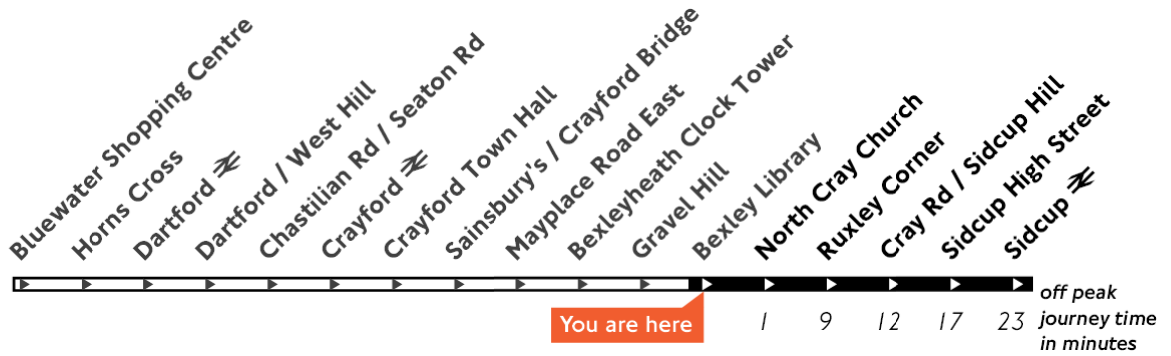 Bluewater Shopping Centre
Horns Cross
Dartford
Dartford / West Hill
Chastilian Rd / Seaton Rd
Crayford
Crayford Town Hall
Sainsbury's / Crayford Bridge
Mayplace Road East
Bexleyheath Clock Tower
Gravel Hill
Bexley Library
North Cray Church
Ruxley Corner
Cray Rd / Sidcup Hill
Sidcup High Street
Sidcup
You are here
1 9 12 17 23
off peak
journey time
in minutes